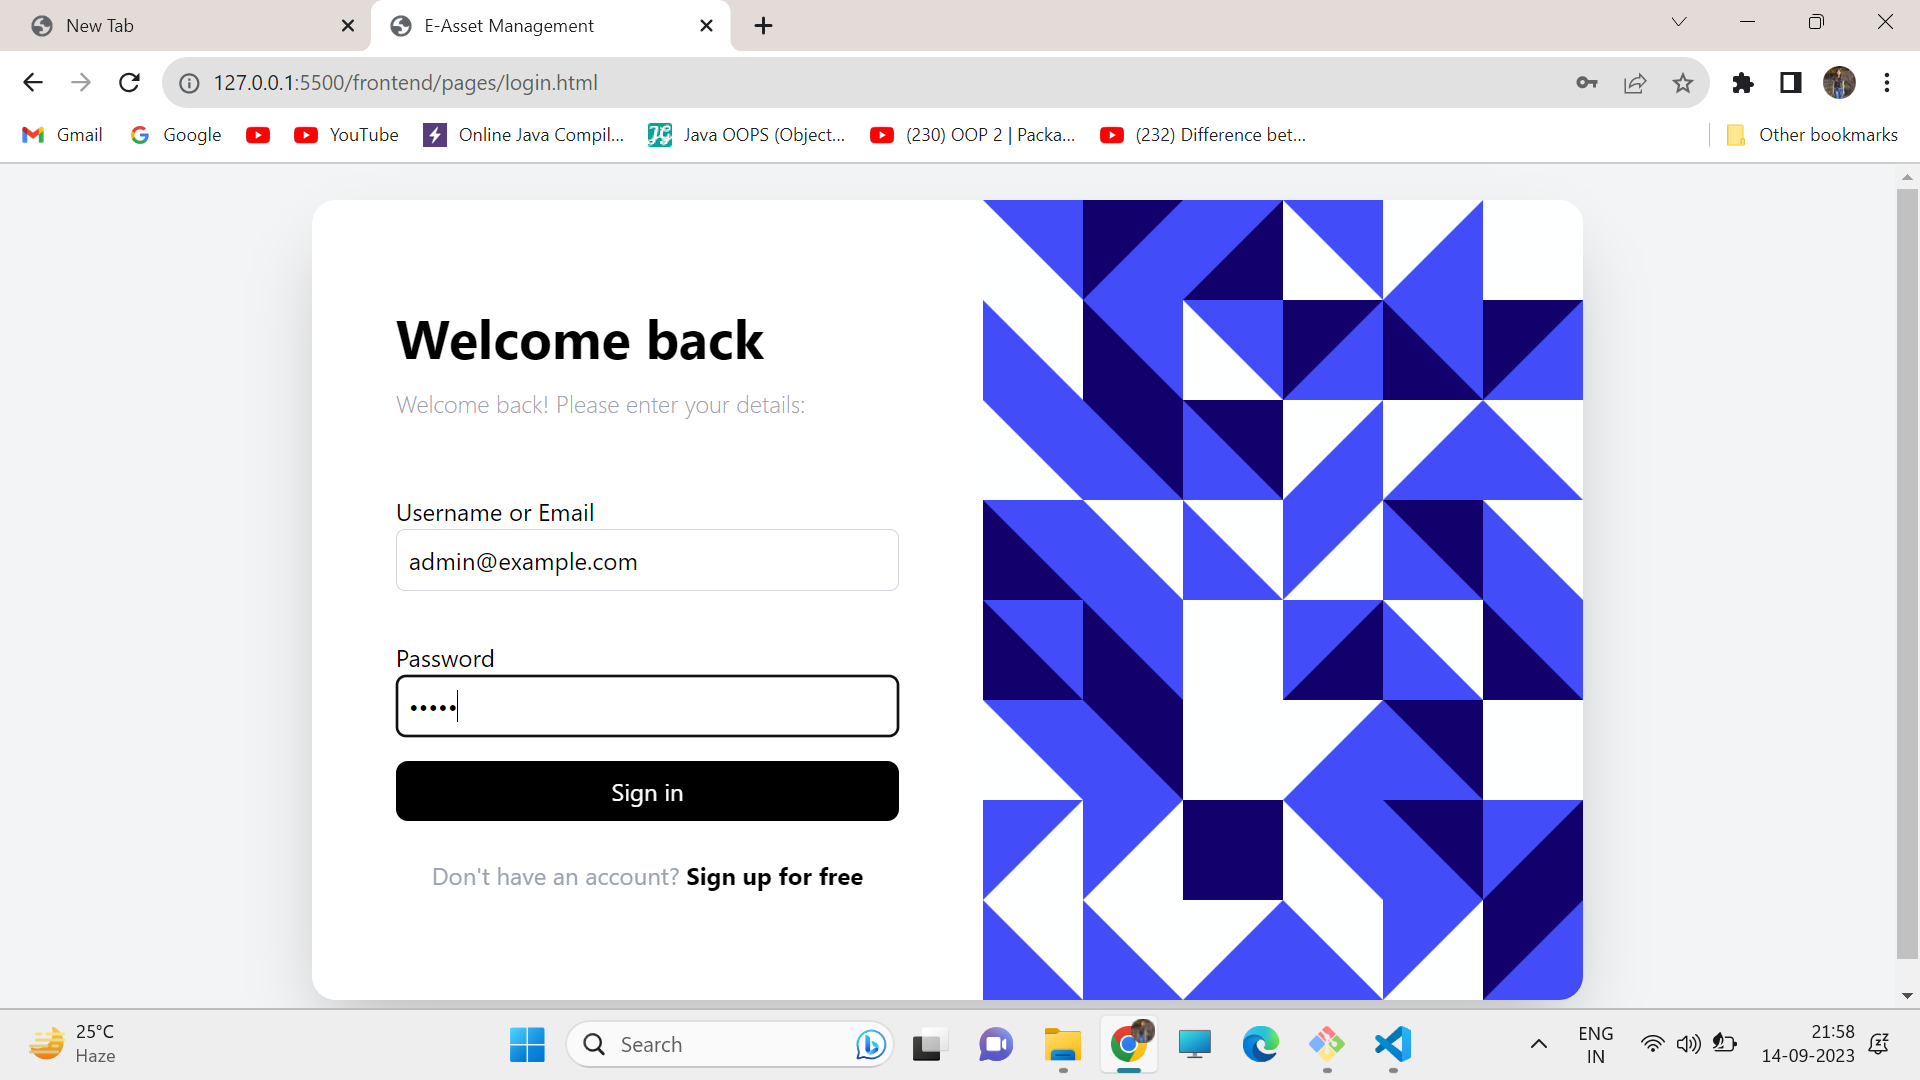 New Tab
E-Asset Management
127.0.0.1:5500/frontend/pages/login.html
Gmail
Google
YouTube
Online Java Compil...
Java OOPS (Object...
(230) OOP 2 | Packa...
(232) Difference bet...
Other bookmarks
Welcome back
Welcome back! Please enter your details:
Username or Email
admin@example.com
Password
•••••
Sign in
Don't have an account? Sign up for free
25°C
Haze
Search
ENG
IN
21:58
14-09-2023